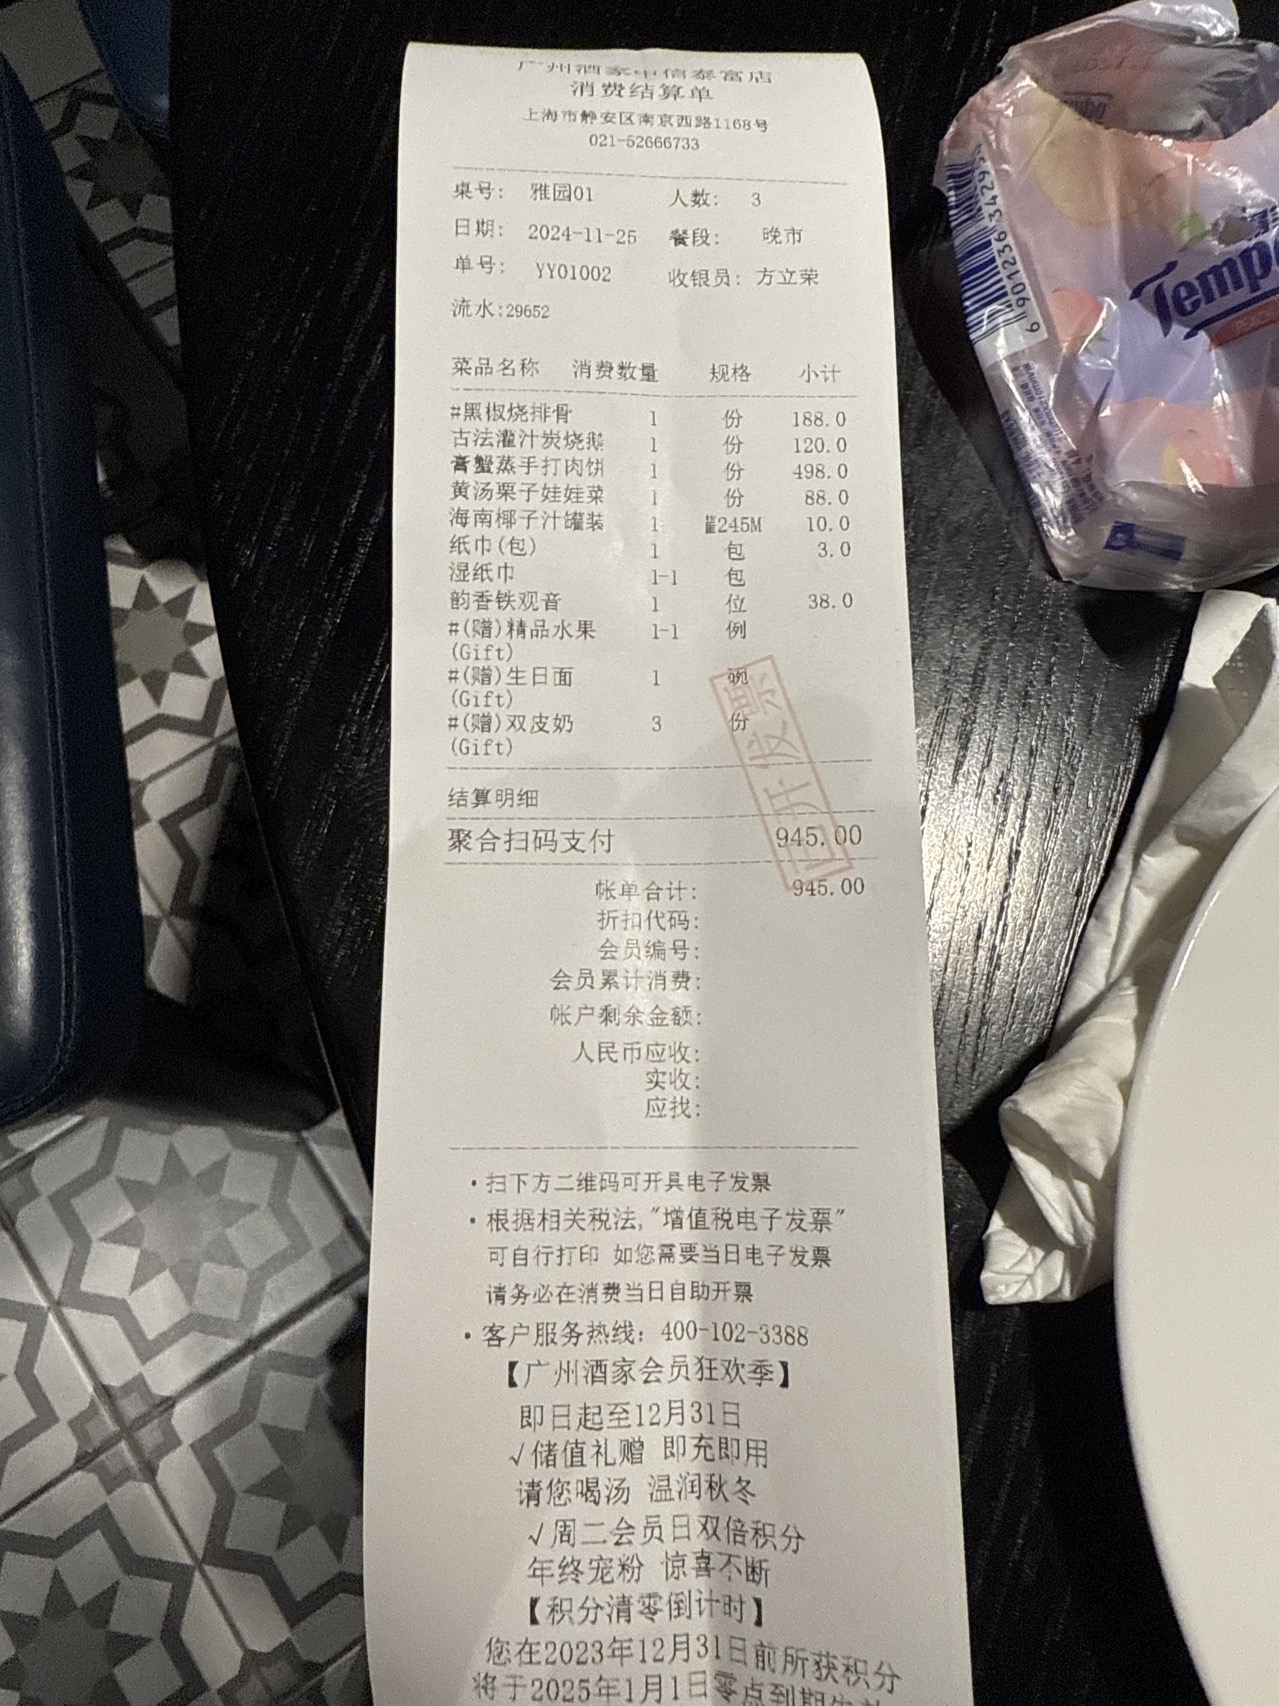 广州酒家中信泰富店
消费结算单
上海市静安区南京西路1168号
021-52666733
桌号: 雅园01 人数: 3
日期: 2024-11-25 餐段: 晚市
单号: YY01002 收银员: 方立荣
流水:29652
菜品名称 消费数量 规格 小计
#黑椒烧排骨 1 份 188.0
古法灌汁炭烧鹅 1 份 120.0
膏蟹蒸手打肉饼 1 份 498.0
黄汤栗子娃娃菜 1 份 88.0
海南椰子汁罐装 1 245M 10.0
纸巾(包) 1 包 3.0
湿纸巾 1-1 包
韵香铁观音 1 位 38.0
#(赠)精品水果 1-1 例
(Gift)
#(赠)生日面 1 碗
(Gift)
#(赠)双皮奶 3 份
(Gift)
已开发票
结算明细
聚合扫码支付 945.00
帐单合计: 945.00
折扣代码:
会员编号:
会员累计消费:
帐户剩余金额:
人民币应收:
实收:
应找:
·扫下方二维码可开具电子发票
·根据相关税法,"增值税电子发票"
可自行打印 如您需要当日电子发票
请务必在消费当日自助开票
·客户服务热线: 400-102-3388
【广州酒家会员狂欢季】
即日起至12月31日
√储值礼赠 即充即用
请您喝汤 温润秋冬
√周二会员日双倍积分
年终宠粉 惊喜不断
【积分清零倒计时】
您在2023年12月31日前所获积分
将于2025年1月1日零点到期
Tempo
6 901236 3429